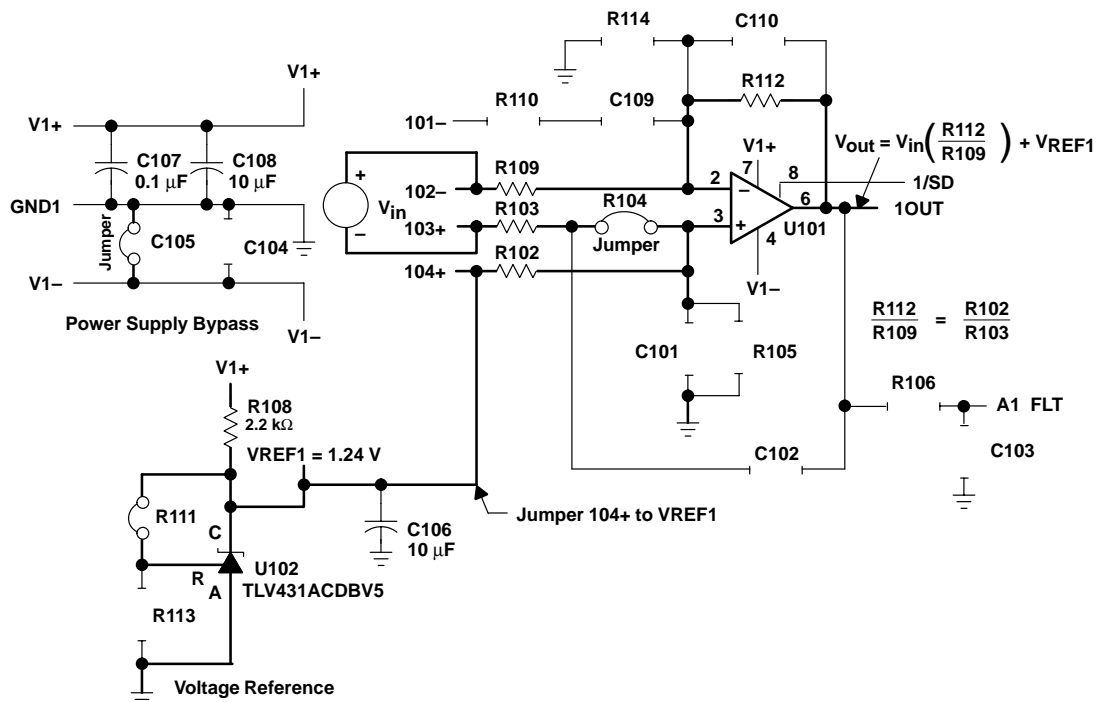 R114
C110
V1+
R112
R110
C109
101–
V1+
C107
0.1 µF
C108
10 µF
Vout = Vin(R112/R109) + VREF1
V1+
7
8
1/SD
102–
R109
2
–
GND1
+
Vin
–
103+
R103
R104
Jumper
3
+
6
1OUT
U101
4
Jumper
C105
C104
104+
R102
V1–
V1–
Power Supply Bypass
V1–
R112/R109 = R102/R103
C101
R105
V1+
R108
2.2 kΩ
R106
A1 FLT
VREF1 = 1.24 V
C102
C103
R111
Jumper 104+ to VREF1
C
C106
10 µF
U102
R
A
TLV431ACDBV5
R113
Voltage Reference